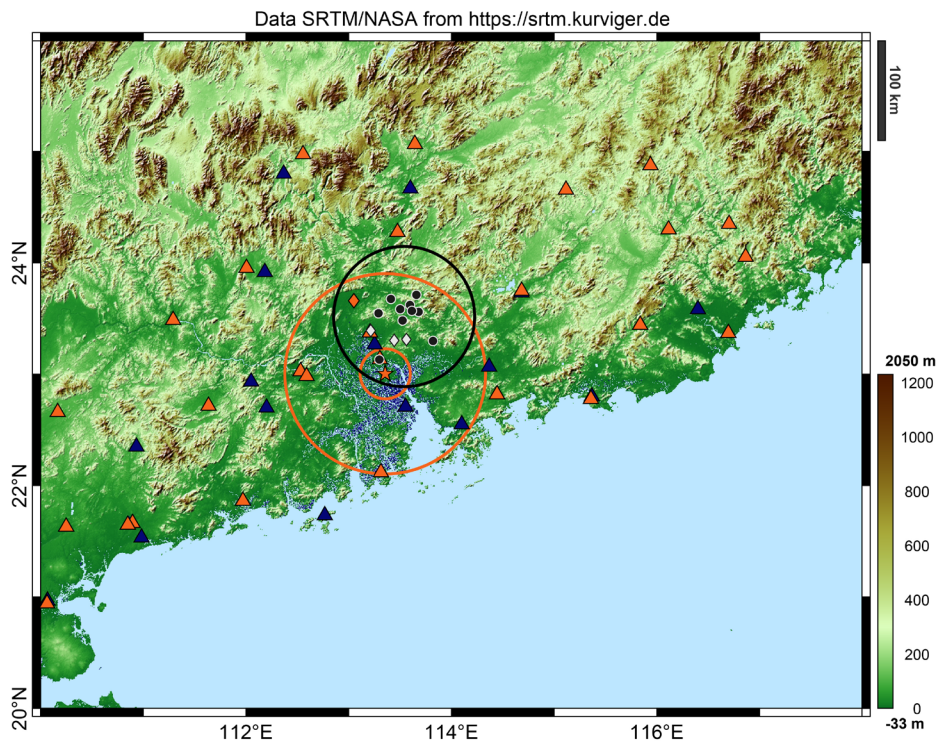 Data SRTM/NASA from https://srtm.kurviger.de
100 km
24°N
22°N
20°N
112°E
114°E
116°E
2050 m
1200
1000
800
600
400
200
0
-33 m